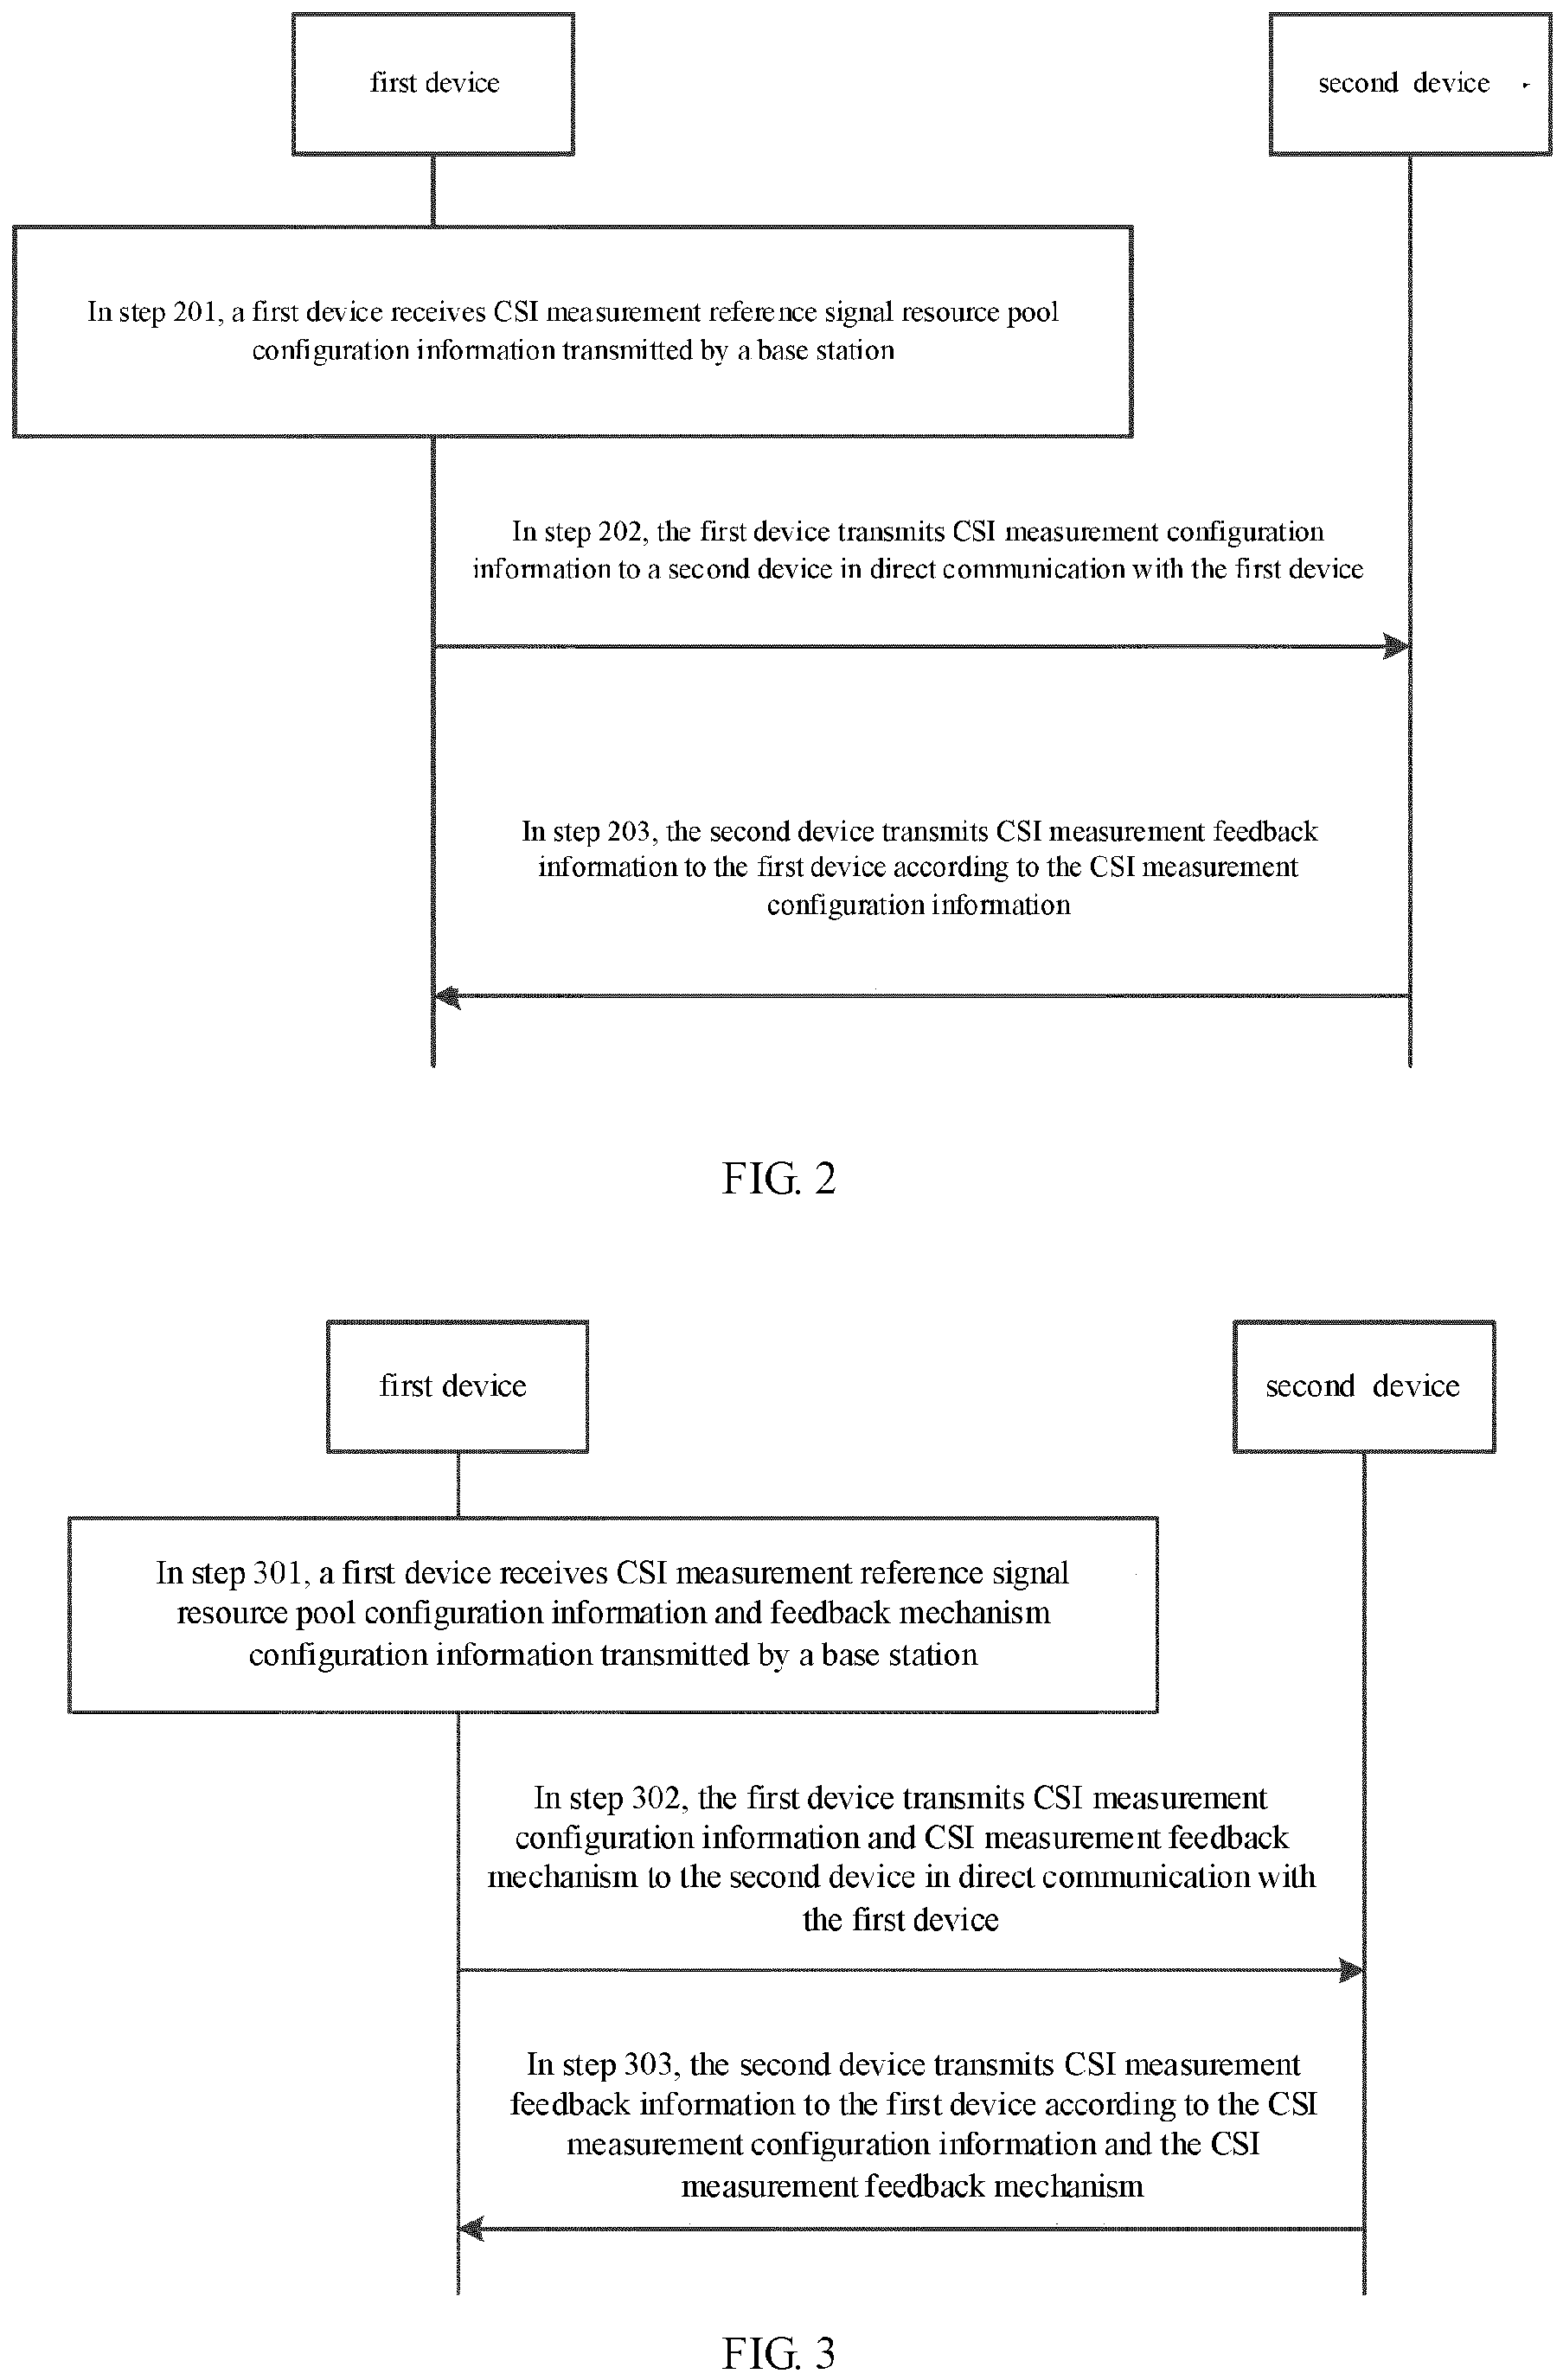 first device
second device
In step 201, a first device receives CSI measurement reference signal resource pool
configuration information transmitted by a base station
In step 202, the first device transmits CSI measurement configuration
information to a second device in direct communication with the first device
In step 203, the second device transmits CSI measurement feedback
information to the first device according to the CSI measurement
configuration information
FIG. 2
first device
second device
In step 301, a first device receives CSI measurement reference signal
resource pool configuration information and feedback mechanism
configuration information transmitted by a base station
In step 302, the first device transmits CSI measurement
configuration information and CSI measurement feedback
mechanism to the second device in direct communication with
the first device
In step 303, the second device transmits CSI measurement
feedback information to the first device according to the CSI
measurement configuration information and the CSI
measurement feedback mechanism
FIG. 3